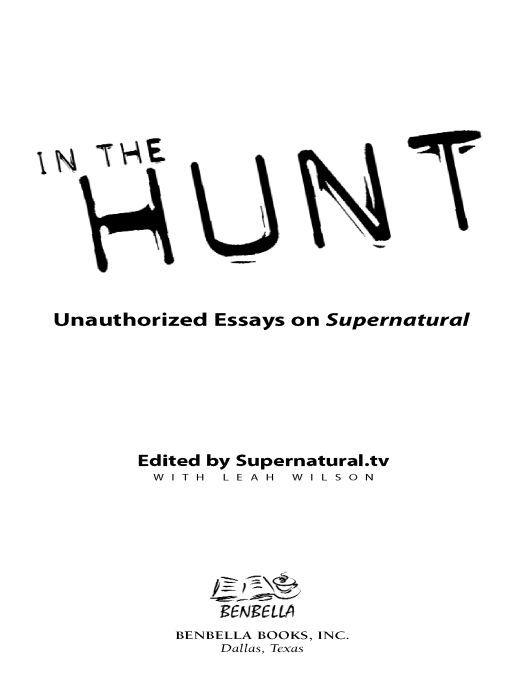 IN THE
HUNT
Unauthorized Essays on Supernatural
Edited by Supernatural.tv
WITH LEAH WILSON
BENBELLA
BENBELLA BOOKS, INC.
Dallas, Texas